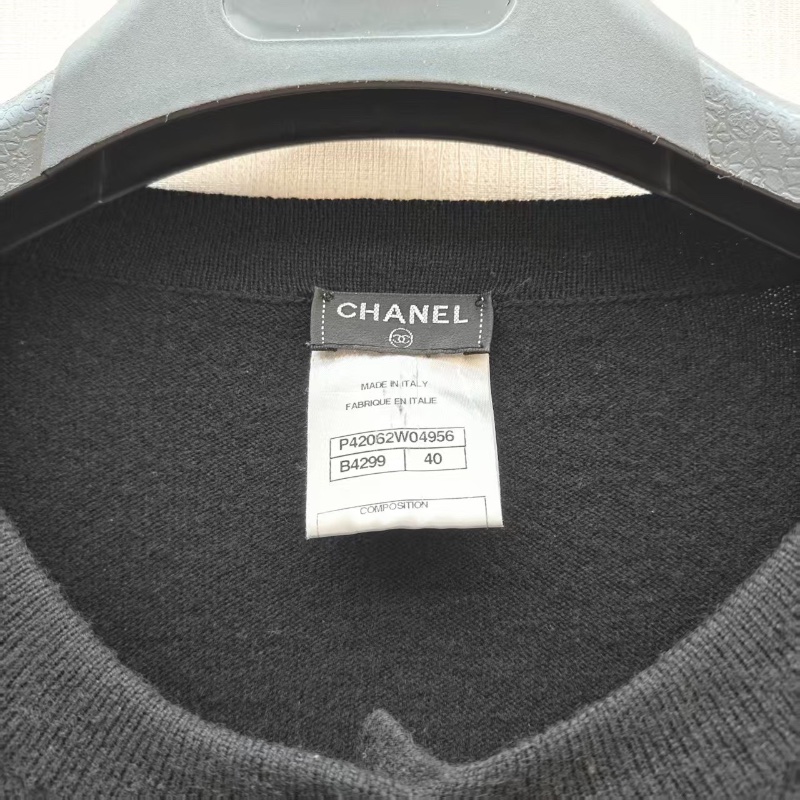 CHANEL
MADE IN ITALY
FABRIQUE EN ITALIE
P42062W04956
B4299 40
COMPOSITION